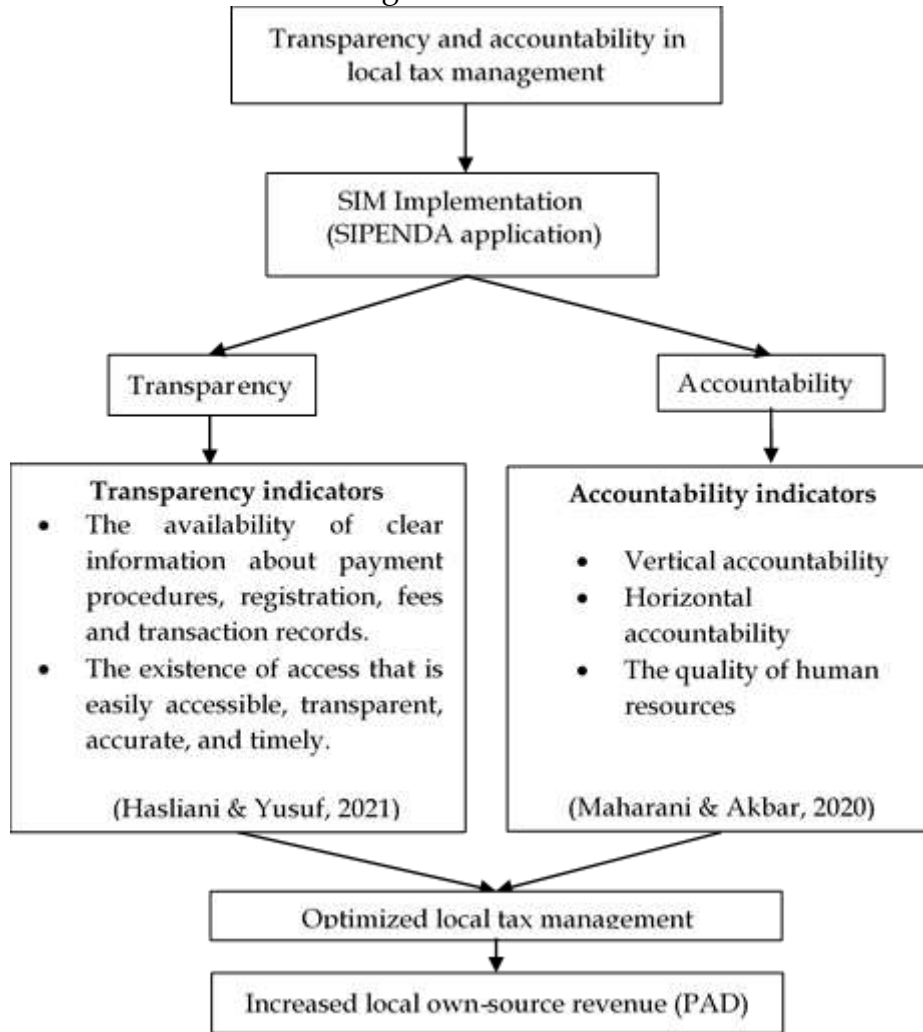 Transparency and accountability in
local tax management
SIM Implementation
(SIPENDA application)
Transparency
Accountability
Transparency indicators
• The availability of clear
information about payment
procedures, registration, fees
and transaction records.
• The existence of access that is
easily accessible, transparent,
accurate, and timely.
(Hasliani & Yusuf, 2021)
Accountability indicators
• Vertical accountability
• Horizontal
accountability
• The quality of human
resources
(Maharani & Akbar, 2020)
Optimized local tax management
Increased local own-source revenue (PAD)